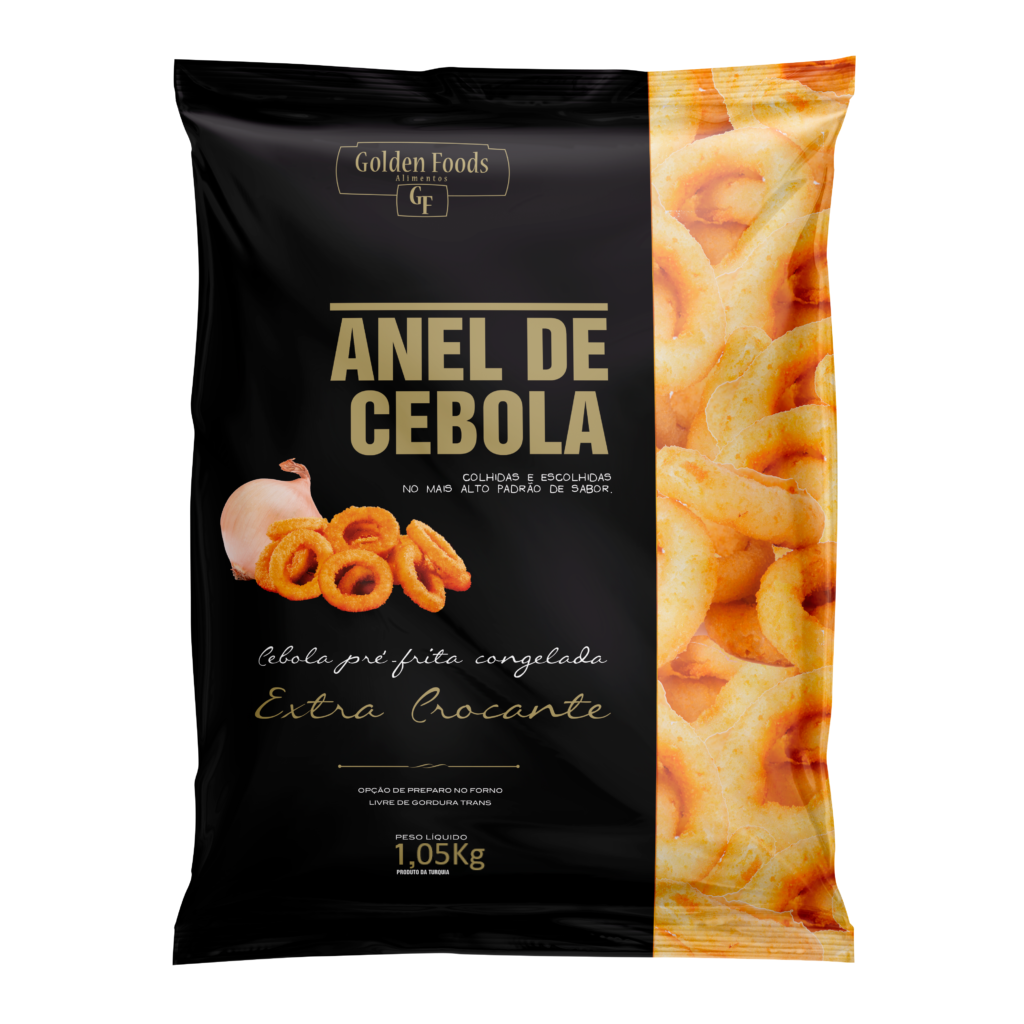 Golden Foods
Alimentos
GF
ANEL DE
CEBOLA
COLHIDAS E ESCOLHIDAS
NO MAIS ALTO PADRÃO DE SABOR.
Cebola pré-frita congelada
Extra Crocante
OPÇÃO DE PREPARO NO FORNO
LIVRE DE GORDURA TRANS
PESO LÍQUIDO
1,05Kg
PRODUTO DA TURQUIA